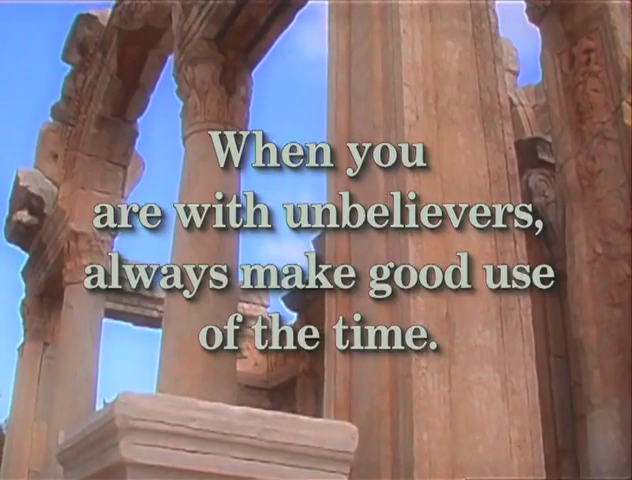 When you
are with unbelievers,
always make good use
of the time.